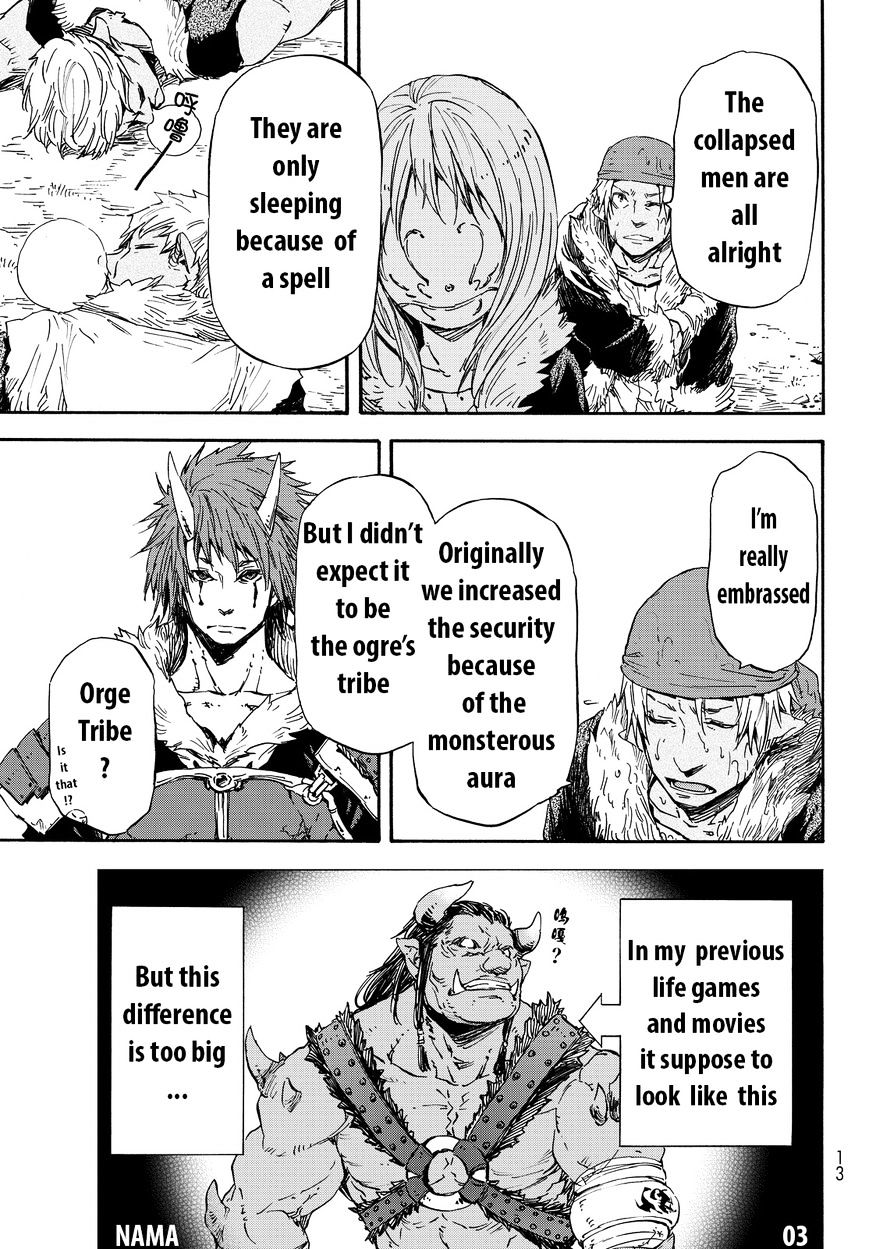 The
collapsed
men are
all
alright
They are
only
sleeping
because of
a spell
呼
嚕
I'm
really
embrassed
Originally
we increased
the security
because
of the
monsterous
aura
But I didn't
expect it
to be
the ogre's
tribe
Orge
Tribe
?
Is
it
that
!?
In my previous
life games
and movies
it suppose to
look like this
嗚
嘎
?
But this
difference
is too big
...
13
NAMA
03